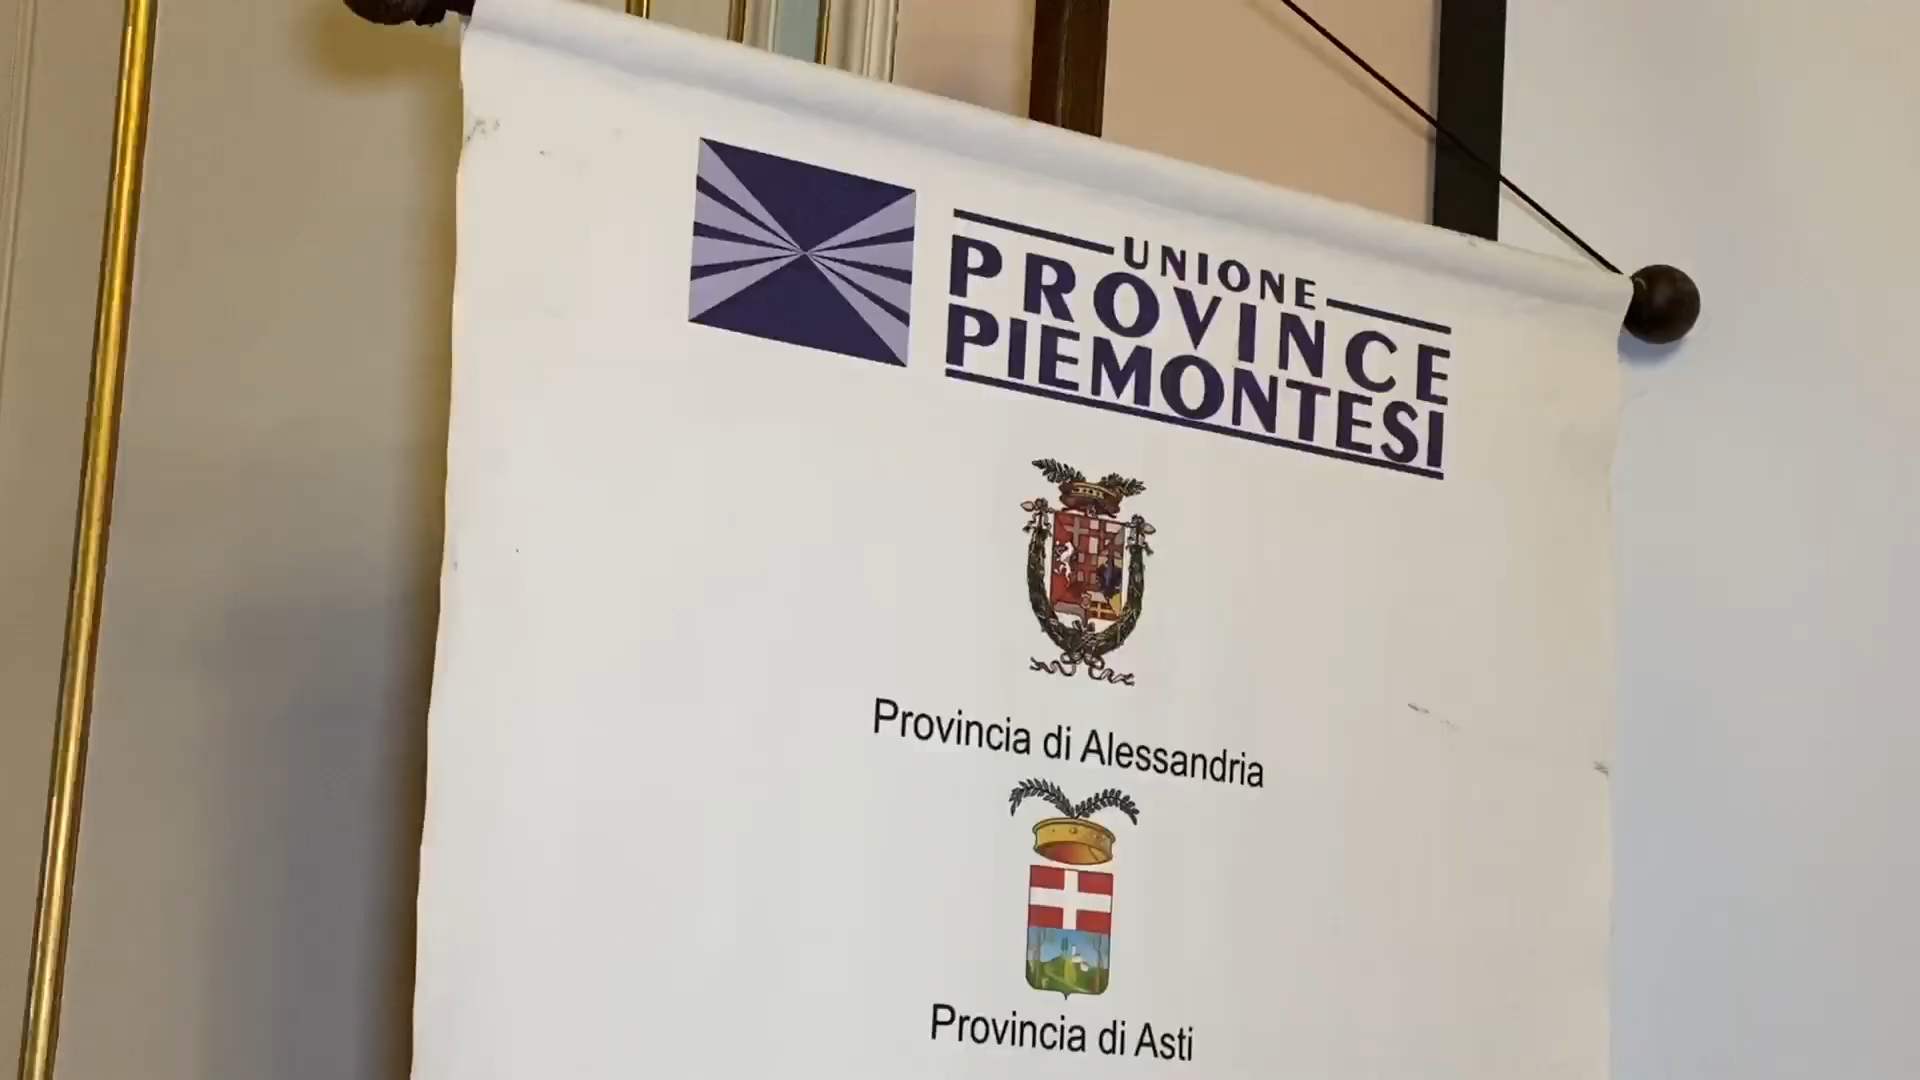 UNIONE
PROVINCE
PIEMONTESI
Provincia di Alessandria
Provincia di Asti